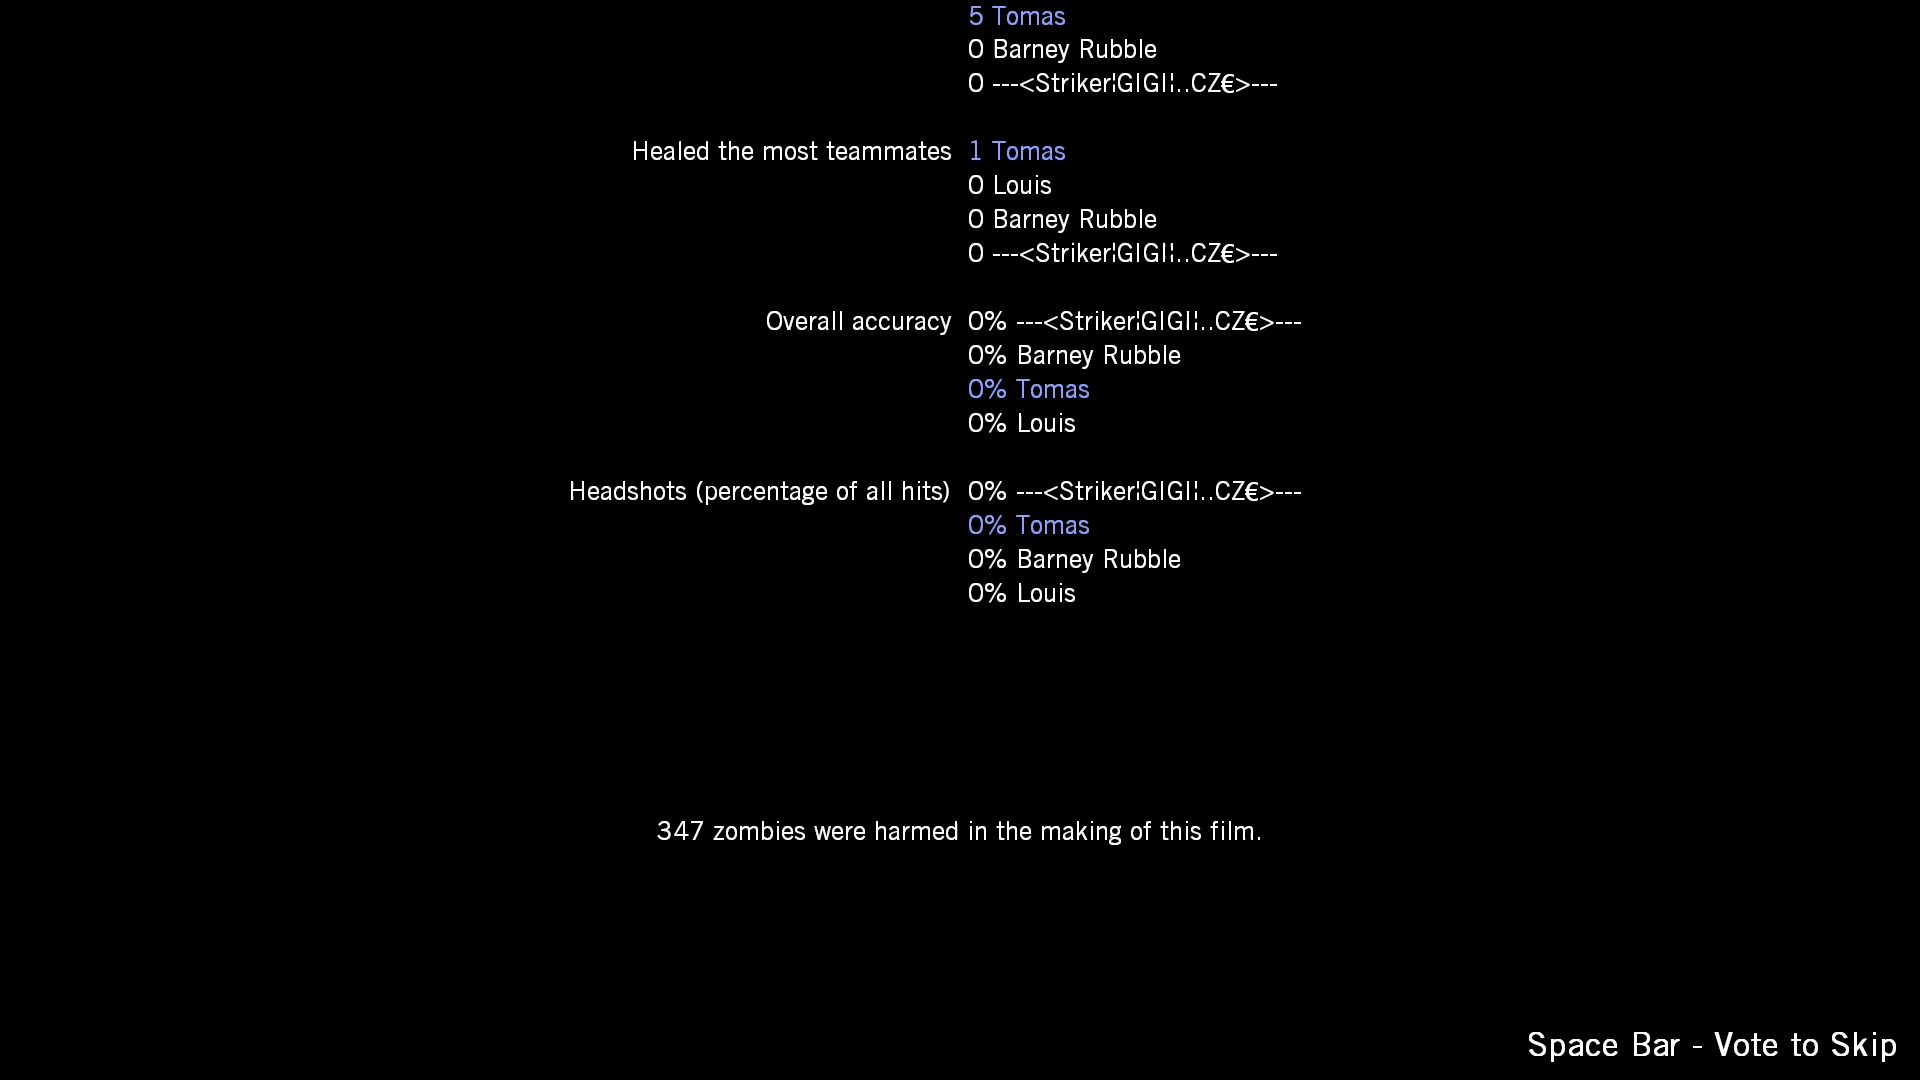 5 Tomas
0 Barney Rubble
0 ---<Striker¦GIGI¦..CZ€>---
Healed the most teammates 1 Tomas
0 Louis
0 Barney Rubble
0 ---<Striker¦GIGI¦..CZ€>---
Overall accuracy 0% ---<Striker¦GIGI¦..CZ€>---
0% Barney Rubble
0% Tomas
0% Louis
Headshots (percentage of all hits) 0% ---<Striker¦GIGI¦..CZ€>---
0% Tomas
0% Barney Rubble
0% Louis
347 zombies were harmed in the making of this film.
Space Bar - Vote to Skip